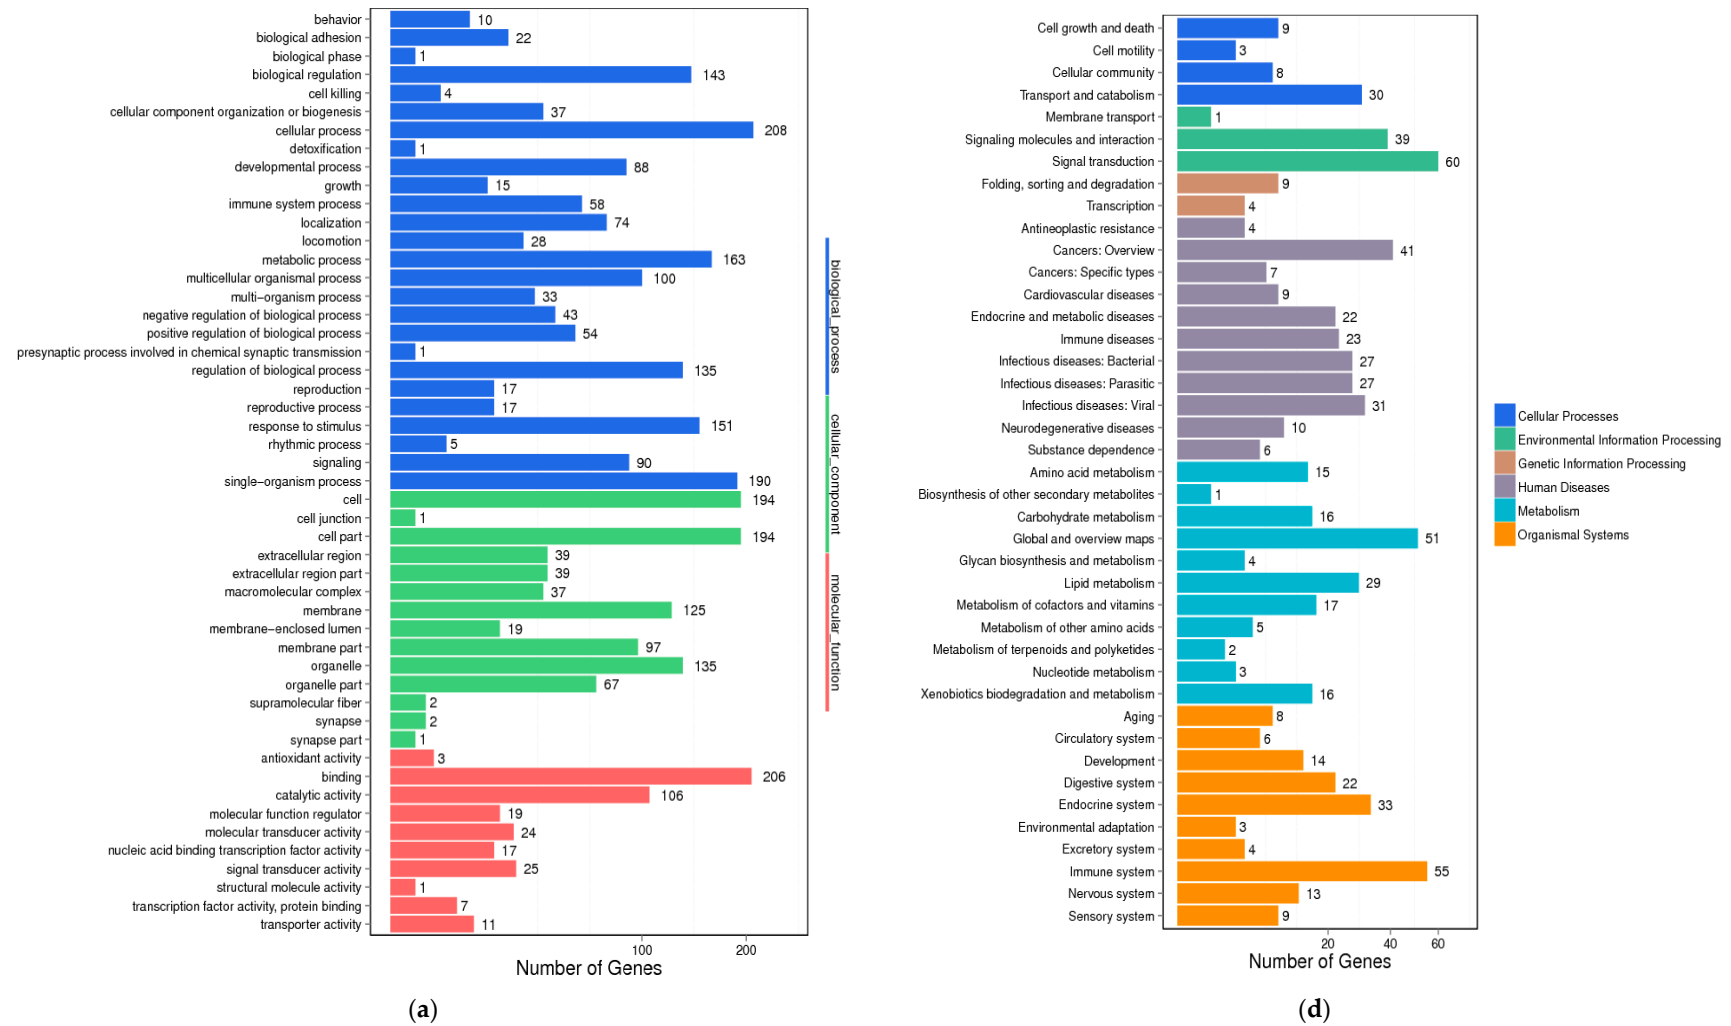 behavior 10
biological adhesion 22
biological phase 1
biological regulation 143
cell killing 4
cellular component organization or biogenesis 37
cellular process 208
detoxification 1
developmental process 88
growth 15
immune system process 58
localization 74
locomotion 28
metabolic process 163
multicellular organismal process 100
multi−organism process 33
negative regulation of biological process 43
positive regulation of biological process 54
presynaptic process involved in chemical synaptic transmission 1
regulation of biological process 135
reproduction 17
reproductive process 17
response to stimulus 151
rhythmic process 5
signaling 90
single−organism process 190
cell 194
cell junction 1
cell part 194
extracellular region 39
extracellular region part 39
macromolecular complex 37
membrane 125
membrane−enclosed lumen 19
membrane part 97
organelle 135
organelle part 67
supramolecular fiber 2
synapse 2
synapse part 1
antioxidant activity 3
binding 206
catalytic activity 106
molecular function regulator 19
molecular transducer activity 24
nucleic acid binding transcription factor activity 17
signal transducer activity 25
structural molecule activity 1
transcription factor activity, protein binding 7
transporter activity 11
100 200
Number of Genes
biological_process
cellular_component
molecular_function
(a)
Cell growth and death 9
Cell motility 3
Cellular community 8
Transport and catabolism 30
Membrane transport 1
Signaling molecules and interaction 39
Signal transduction 60
Folding, sorting and degradation 9
Transcription 4
Antineoplastic resistance 4
Cancers: Overview 41
Cancers: Specific types 7
Cardiovascular diseases 9
Endocrine and metabolic diseases 22
Immune diseases 23
Infectious diseases: Bacterial 27
Infectious diseases: Parasitic 27
Infectious diseases: Viral 31
Neurodegenerative diseases 10
Substance dependence 6
Amino acid metabolism 15
Biosynthesis of other secondary metabolites 1
Carbohydrate metabolism 16
Global and overview maps 51
Glycan biosynthesis and metabolism 4
Lipid metabolism 29
Metabolism of cofactors and vitamins 17
Metabolism of other amino acids 5
Metabolism of terpenoids and polyketides 2
Nucleotide metabolism 3
Xenobiotics biodegradation and metabolism 16
Aging 8
Circulatory system 6
Development 14
Digestive system 22
Endocrine system 33
Environmental adaptation 3
Excretory system 4
Immune system 55
Nervous system 13
Sensory system 9
20 40 60
Number of Genes
Cellular Processes
Environmental Information Processing
Genetic Information Processing
Human Diseases
Metabolism
Organismal Systems
(d)